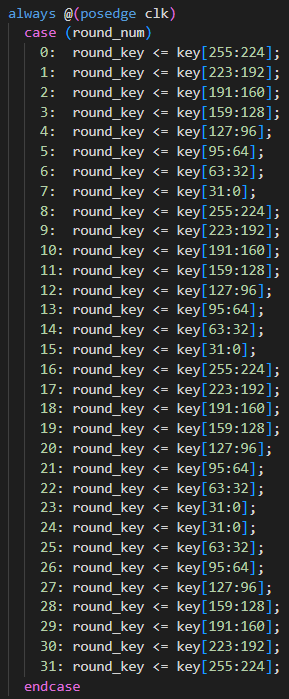 always @(posedge clk)
case (round_num)
0: round_key <= key[255:224];
1: round_key <= key[223:192];
2: round_key <= key[191:160];
3: round_key <= key[159:128];
4: round_key <= key[127:96];
5: round_key <= key[95:64];
6: round_key <= key[63:32];
7: round_key <= key[31:0];
8: round_key <= key[255:224];
9: round_key <= key[223:192];
10: round_key <= key[191:160];
11: round_key <= key[159:128];
12: round_key <= key[127:96];
13: round_key <= key[95:64];
14: round_key <= key[63:32];
15: round_key <= key[31:0];
16: round_key <= key[255:224];
17: round_key <= key[223:192];
18: round_key <= key[191:160];
19: round_key <= key[159:128];
20: round_key <= key[127:96];
21: round_key <= key[95:64];
22: round_key <= key[63:32];
23: round_key <= key[31:0];
24: round_key <= key[31:0];
25: round_key <= key[63:32];
26: round_key <= key[95:64];
27: round_key <= key[127:96];
28: round_key <= key[159:128];
29: round_key <= key[191:160];
30: round_key <= key[223:192];
31: round_key <= key[255:224];
endcase